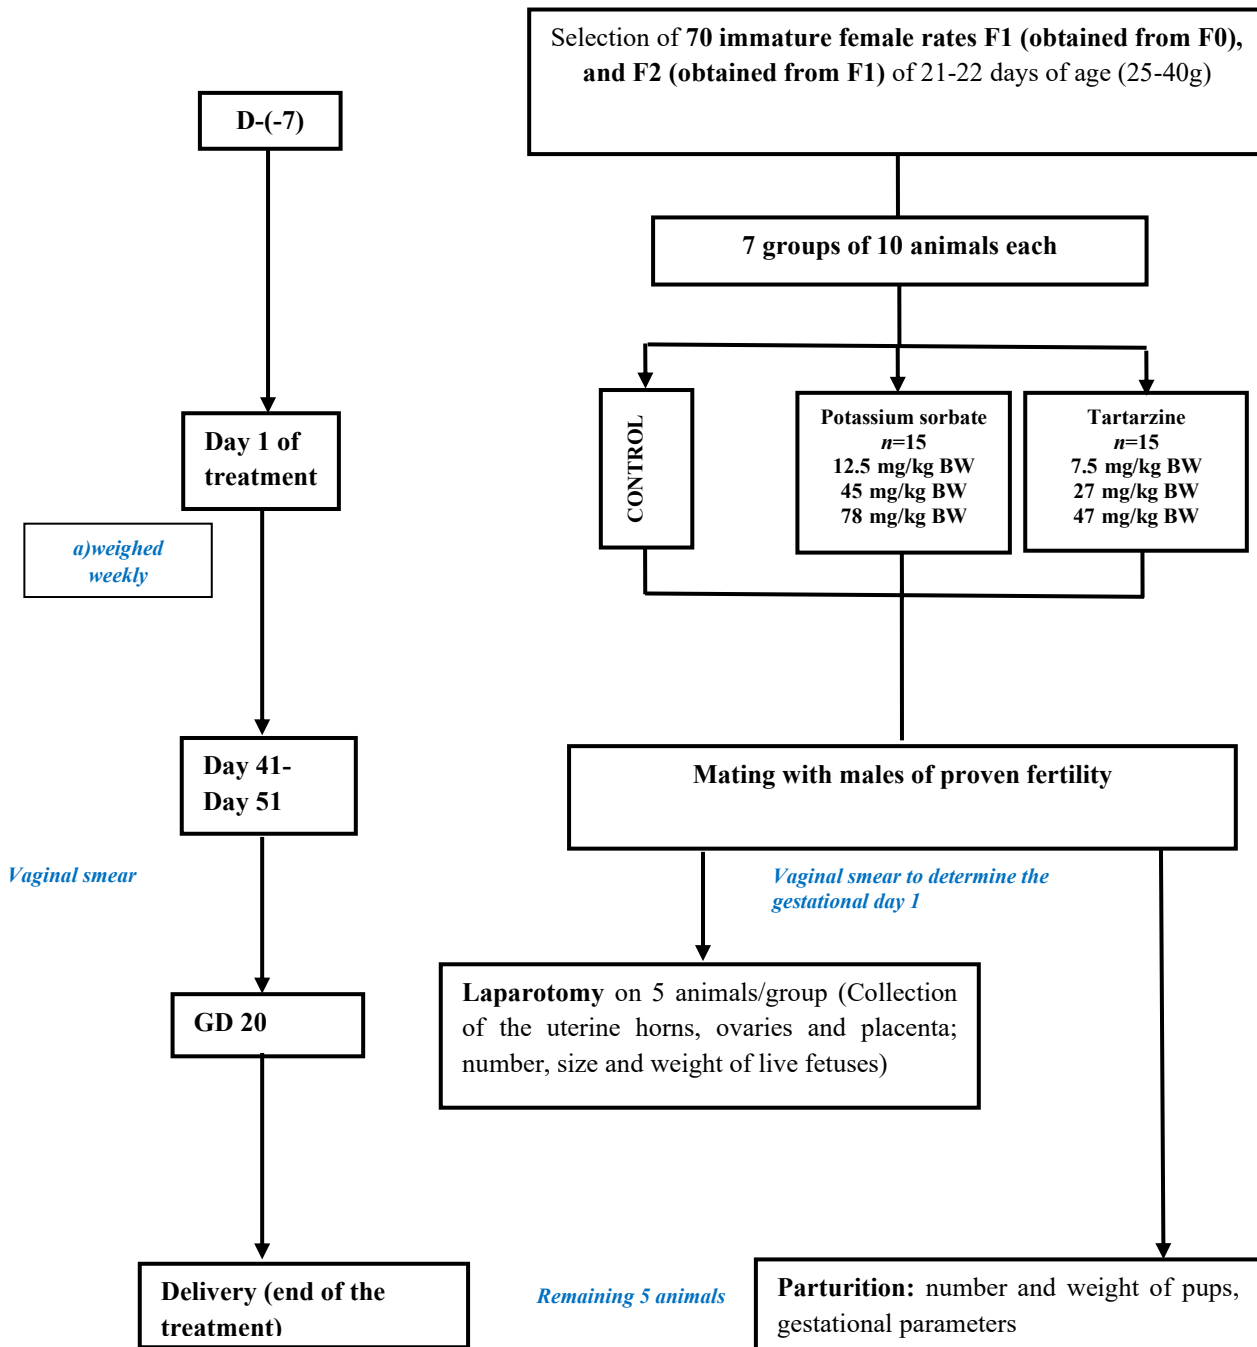 Selection of 70 immature female rates F1 (obtained from F0),
and F2 (obtained from F1) of 21-22 days of age (25-40g)
D-(-7)
7 groups of 10 animals each
CONTROL
Potassium sorbate
n=15
12.5 mg/kg BW
45 mg/kg BW
78 mg/kg BW
Tartarzine
n=15
7.5 mg/kg BW
27 mg/kg BW
47 mg/kg BW
Day 1 of
treatment
a)weighed
weekly
Day 41-
Day 51
Mating with males of proven fertility
Vaginal smear
Vaginal smear to determine the
gestational day 1
Laparotomy on 5 animals/group (Collection
of the uterine horns, ovaries and placenta;
number, size and weight of live fetuses)
GD 20
Delivery (end of the
treatment)
Remaining 5 animals
Parturition: number and weight of pups,
gestational parameters